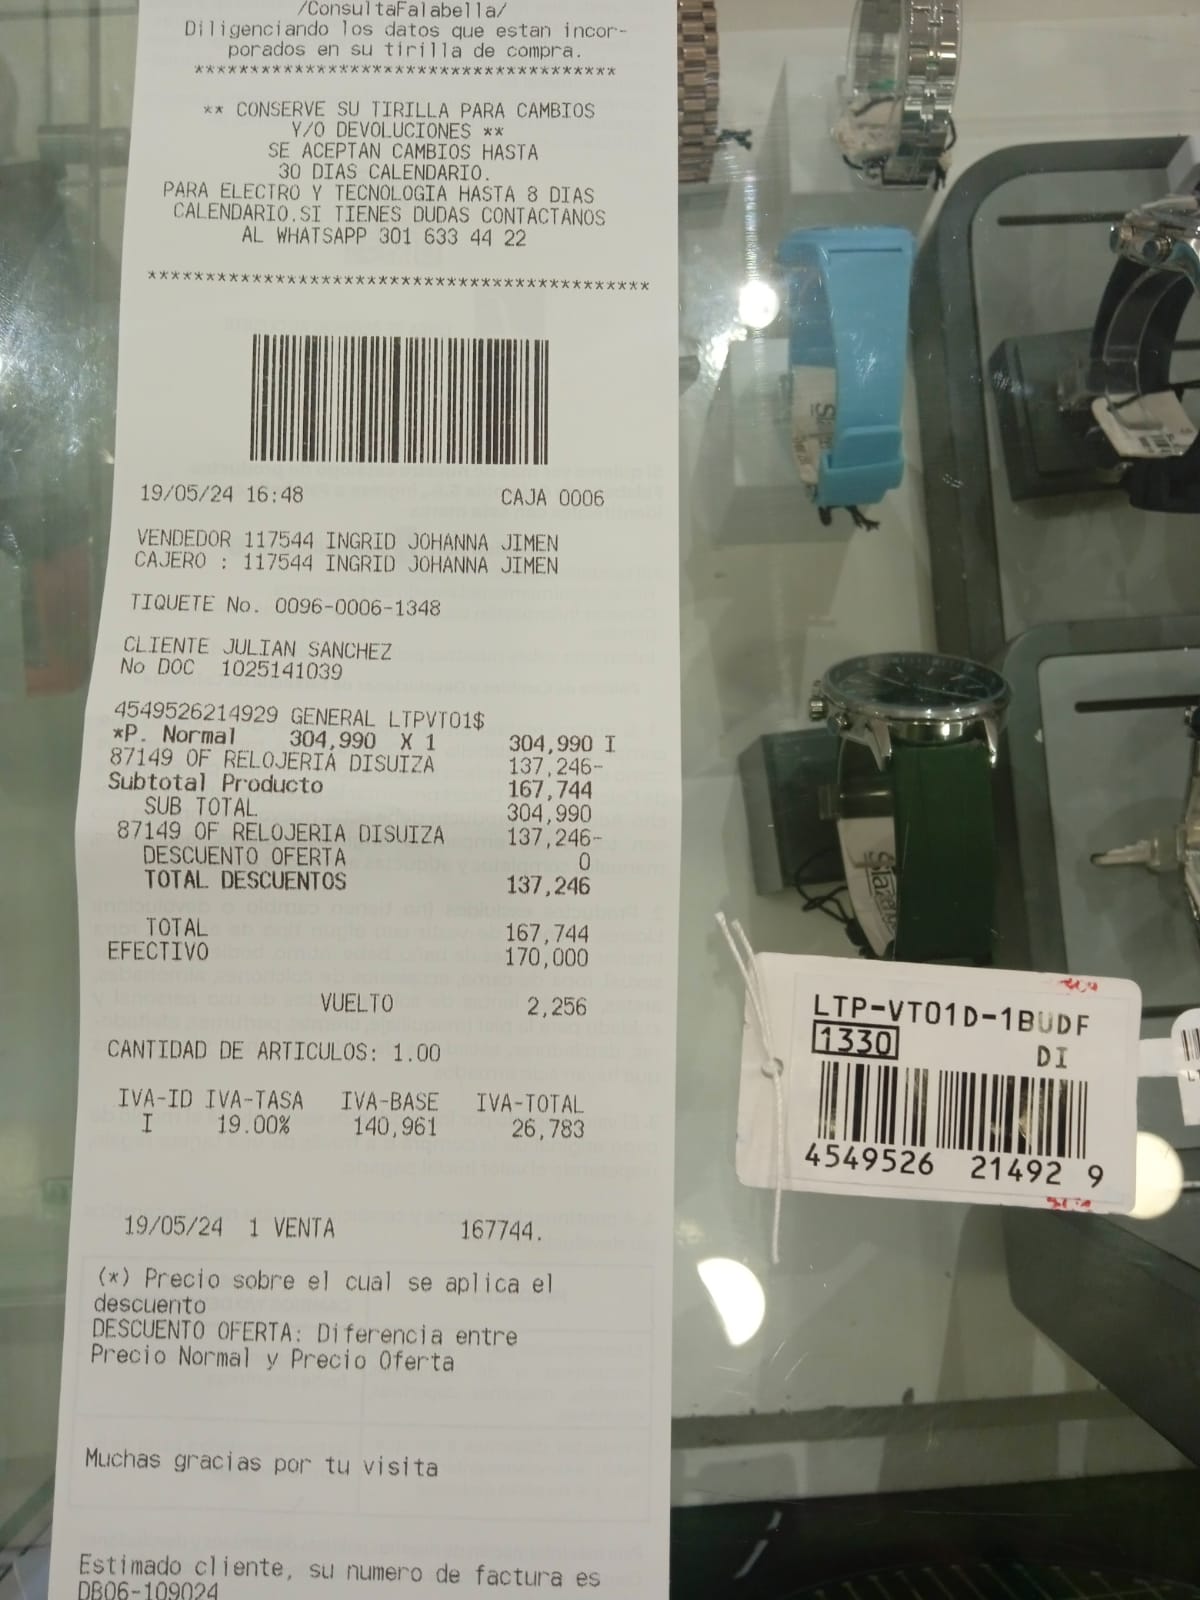 /ConsultaFalabella/
Diligenciando los datos que estan incor-
porados en su tirilla de compra.
****************************************
** CONSERVE SU TIRILLA PARA CAMBIOS
Y/O DEVOLUCIONES **
SE ACEPTAN CAMBIOS HASTA
30 DIAS CALENDARIO.
PARA ELECTRO Y TECNOLOGIA HASTA 8 DIAS
CALENDARIO.SI TIENES DUDAS CONTACTANOS
AL WHATSAPP 301 633 44 22
********************************************
19/05/24 16:48 CAJA 0006
VENDEDOR 117544 INGRID JOHANNA JIMEN
CAJERO : 117544 INGRID JOHANNA JIMEN
TIQUETE No. 0096-0006-1348
CLIENTE JULIAN SANCHEZ
No DOC 1025141039
4549526214929 GENERAL LTPVT01$
*P. Normal 304,990 X 1 304,990 I
87149 OF RELOJERIA DISUIZA 137,246-
Subtotal Producto 167,744
SUB TOTAL 304,990
87149 OF RELOJERIA DISUIZA 137,246-
DESCUENTO OFERTA 0
TOTAL DESCUENTOS 137,246
TOTAL 167,744
EFECTIVO 170,000
VUELTO 2,256
CANTIDAD DE ARTICULOS: 1.00
IVA-ID IVA-TASA IVA-BASE IVA-TOTAL
I 19.00% 140,961 26,783
19/05/24 1 VENTA 167744.
(*) Precio sobre el cual se aplica el
descuento
DESCUENTO OFERTA: Diferencia entre
Precio Normal y Precio Oferta
Muchas gracias por tu visita
Estimado cliente, su numero de factura es
DB06-109024
LTP-VT01D-1BUDF
1330 DI
4549526 21492 9